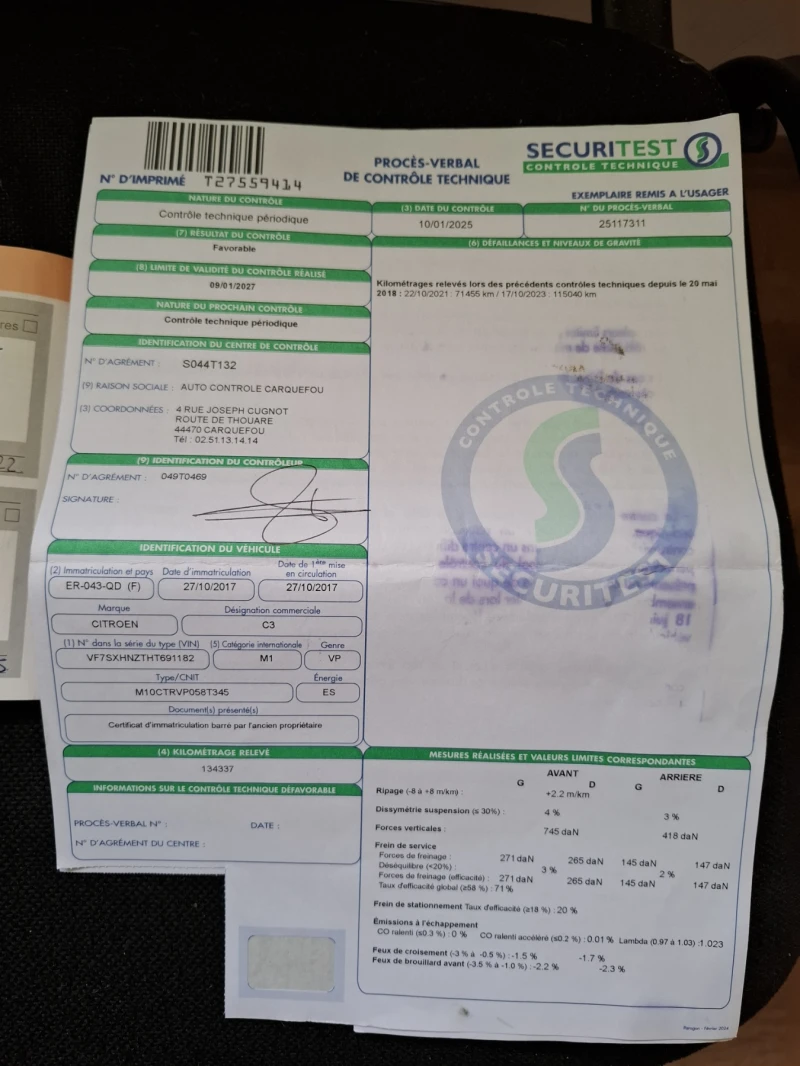 N° D'IMPRIMÉ T27559414
PROCÈS-VERBAL
DE CONTRÔLE TECHNIQUE
SECURITEST
CONTROLE TECHNIQUE
EXEMPLAIRE REMIS A L'USAGER
NATURE DU CONTRÔLE
Contrôle technique périodique
(3) DATE DU CONTRÔLE
10/01/2025
N° DU PROCÈS-VERBAL
25117311
(7) RÉSULTAT DU CONTRÔLE
Favorable
(8) LIMITE DE VALIDITÉ DU CONTRÔLE RÉALISÉ
09/01/2027
NATURE DU PROCHAIN CONTRÔLE
Contrôle technique périodique
(6) DÉFAILLANCES ET NIVEAUX DE GRAVITÉ
Kilométrages relevés lors des précédents contrôles techniques depuis le 20 mai
2018 : 22/10/2021 : 71455 km / 17/10/2023 : 115040 km
CONTROLE TECHNIQUE
SECURITEST
IDENTIFICATION DU CENTRE DE CONTRÔLE
N° D'AGRÉMENT : S044T132
(9) RAISON SOCIALE : AUTO CONTROLE CARQUEFOU
(3) COORDONNÉES : 4 RUE JOSEPH CUGNOT
ROUTE DE THOUARE
44470 CARQUEFOU
Tél : 02.51.13.14.14
(9) IDENTIFICATION DU CONTRÔLEUR
N° D'AGRÉMENT : 049T0469
SIGNATURE :
IDENTIFICATION DU VÉHICULE
(2) Immatriculation et pays Date d'immatriculation Date de 1ère mise
en circulation
ER-043-QD (F) 27/10/2017 27/10/2017
Marque Désignation commerciale
CITROEN C3
(1) N° dans la série du type (VIN) (5) Catégorie internationale Genre
VF7SXHNZTHT691182 M1 VP
Type/CNIT Énergie
M10CTRVP058T345 ES
Document(s) présenté(s)
Certificat d'immatriculation barré par l'ancien propriétaire
(4) KILOMÉTRAGE RELEVÉ
134337
INFORMATIONS SUR LE CONTRÔLE TECHNIQUE DÉFAVORABLE
PROCÈS-VERBAL N° : DATE :
N° D'AGRÉMENT DU CENTRE :
MESURES RÉALISÉES ET VALEURS LIMITES CORRESPONDANTES
AVANT ARRIERE
G D G D
Ripage (-8 à +8 m/km) : +2.2 m/km
Dissymétrie suspension (≤ 30%) : 4 % 3 %
Forces verticales : 745 daN 418 daN
Frein de service
Forces de freinage : 271 daN 265 daN 145 daN 147 daN
Déséquilibre (<20%) : 3 % 2 %
Forces de freinage (efficacité) : 271 daN 265 daN 145 daN 147 daN
Taux d'efficacité global (≥58 %) : 71 %
Frein de stationnement Taux d'efficacité (≥18 %) : 20 %
Émissions à l'échappement
CO ralenti (≤0.3 %) : 0 % CO ralenti accéléré (≤0.2 %) : 0.01 % Lambda (0.97 à 1.03) :1.023
Feux de croisement (-3 % à -0.5 %) : -1.5 % -1.7 %
Feux de brouillard avant (-3.5 % à -1.0 %) : -2.2 % -2.3 %